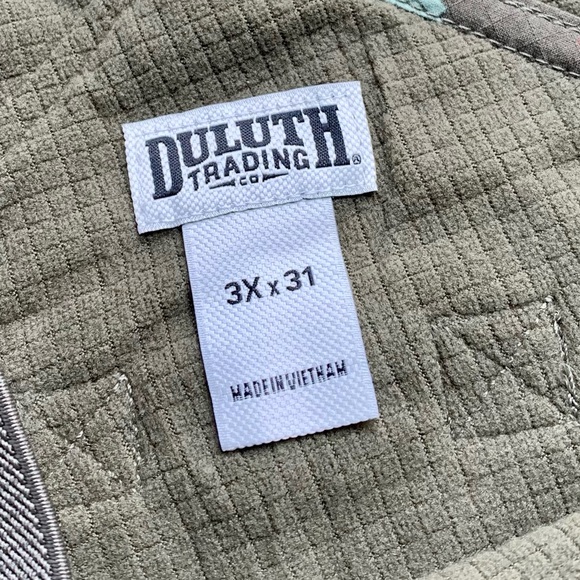 DULUTH
TRADING
CO ®
3X x 31
MADE IN VIETNAM